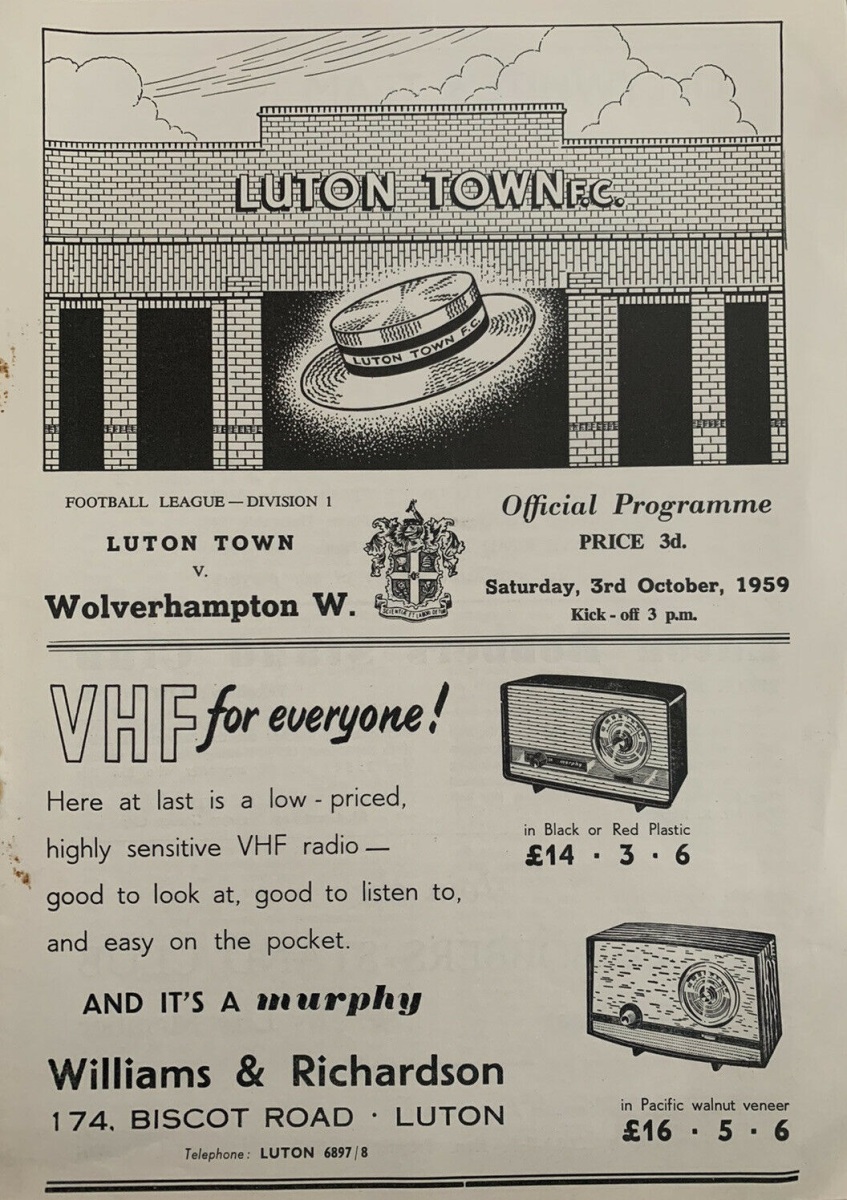 LUTON TOWN F.C.
LUTON TOWN F.C.
FOOTBALL LEAGUE — DIVISION 1
LUTON TOWN
v.
Wolverhampton W.
Official Programme
PRICE 3d.
Saturday, 3rd October, 1959
Kick - off 3 p.m.
VHF for everyone!
Here at last is a low - priced,
highly sensitive VHF radio —
good to look at, good to listen to,
and easy on the pocket.
AND IT'S A murphy
Williams & Richardson
174, BISCOT ROAD · LUTON
Telephone: LUTON 6897/8
murphy
in Black or Red Plastic
£14 · 3 · 6
in Pacific walnut veneer
£16 · 5 · 6